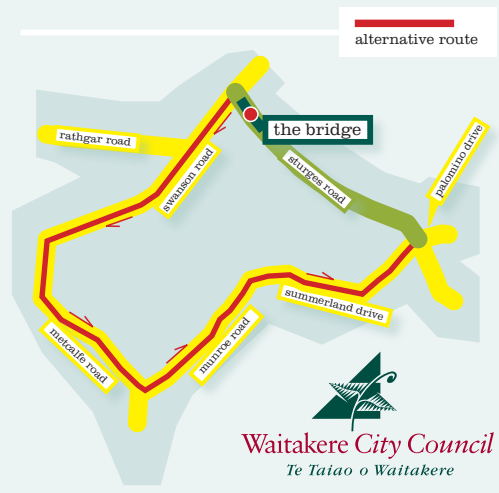 alternative route
the bridge
rathgar road
swanson road
sturges road
palomino drive
summerland drive
munroe road
metcalfe road
Waitakere City Council
Te Taiao o Waitakere